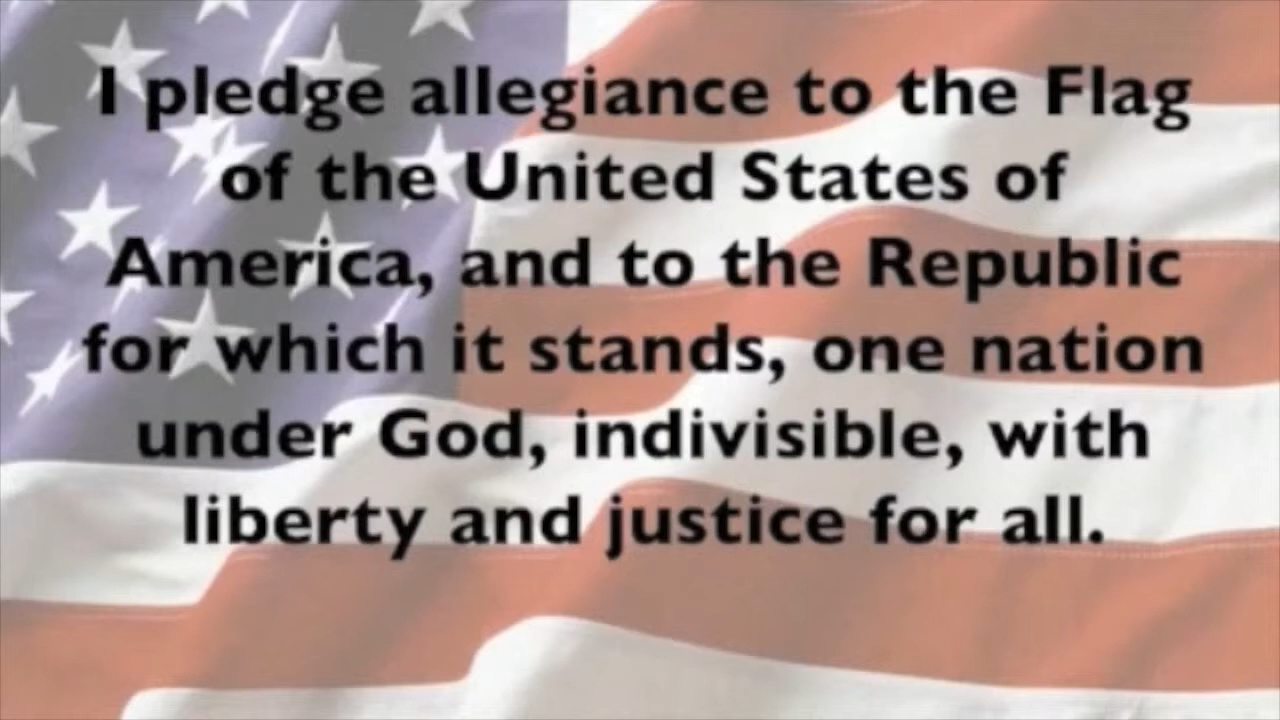 I pledge allegiance to the Flag
of the United States of
America, and to the Republic
for which it stands, one nation
under God, indivisible, with
liberty and justice for all.